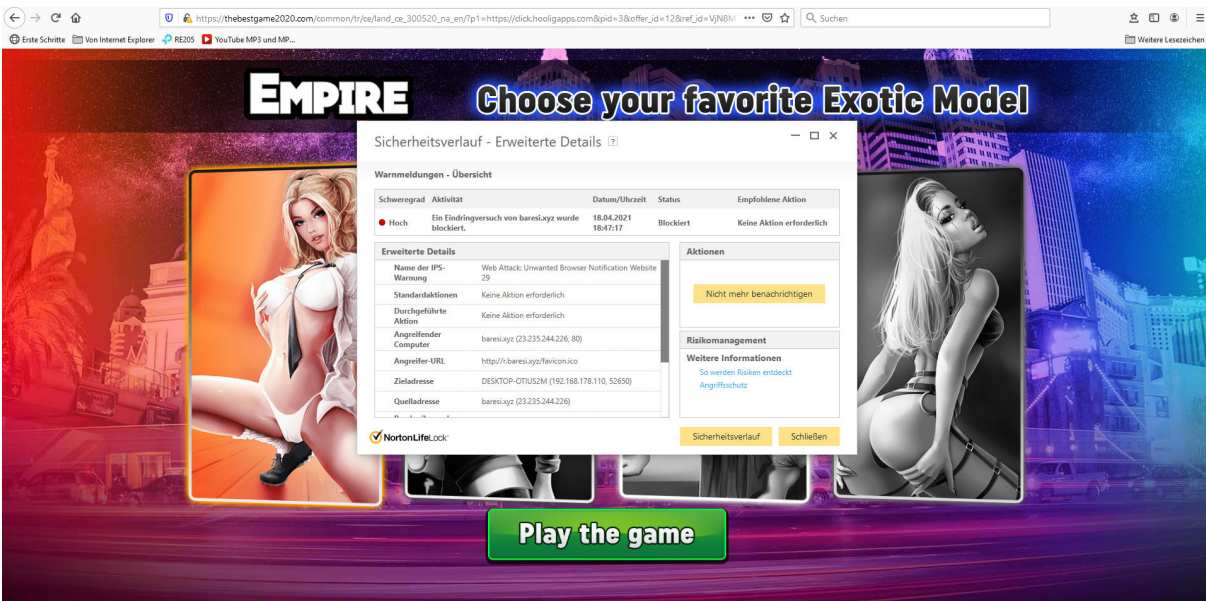 https://thebestgame2020.com/common/tr/ce/land_ce_300520_na_en/?p1=https://click.hooligapps.com&pid=3&offer_id=12&ref_id=VjN8M
Suchen
Erste Schritte Von Internet Explorer RE205 YouTube MP3 und MP... Weitere Lesezeichen
EMPIRE Choose your favorite Exotic Model
Sicherheitsverlauf - Erweiterte Details ?
Warnmeldungen - Übersicht
Schweregrad Aktivität Datum/Uhrzeit Status Empfohlene Aktion
Hoch Ein Eindringversuch von baresi.xyz wurde blockiert. 18.04.2021 18:47:17 Blockiert Keine Aktion erforderlich
Erweiterte Details
Name der IPS-Warnung Web Attack: Unwanted Browser Notification Website 29
Standardaktionen Keine Aktion erforderlich
Durchgeführte Aktion Keine Aktion erforderlich
Angreifender Computer baresi.xyz (23.235.244.226, 80)
Angreifer-URL http://r.baresi.xyz/favicon.ico
Zieladresse DESKTOP-OTIUS2M (192.168.178.110, 52650)
Quelladresse baresi.xyz (23.235.244.226)
Aktionen
Nicht mehr benachrichtigen
Risikomanagement
Weitere Informationen
So werden Risiken entdeckt
Angriffsschutz
NortonLifeLock
Sicherheitsverlauf Schließen
Play the game